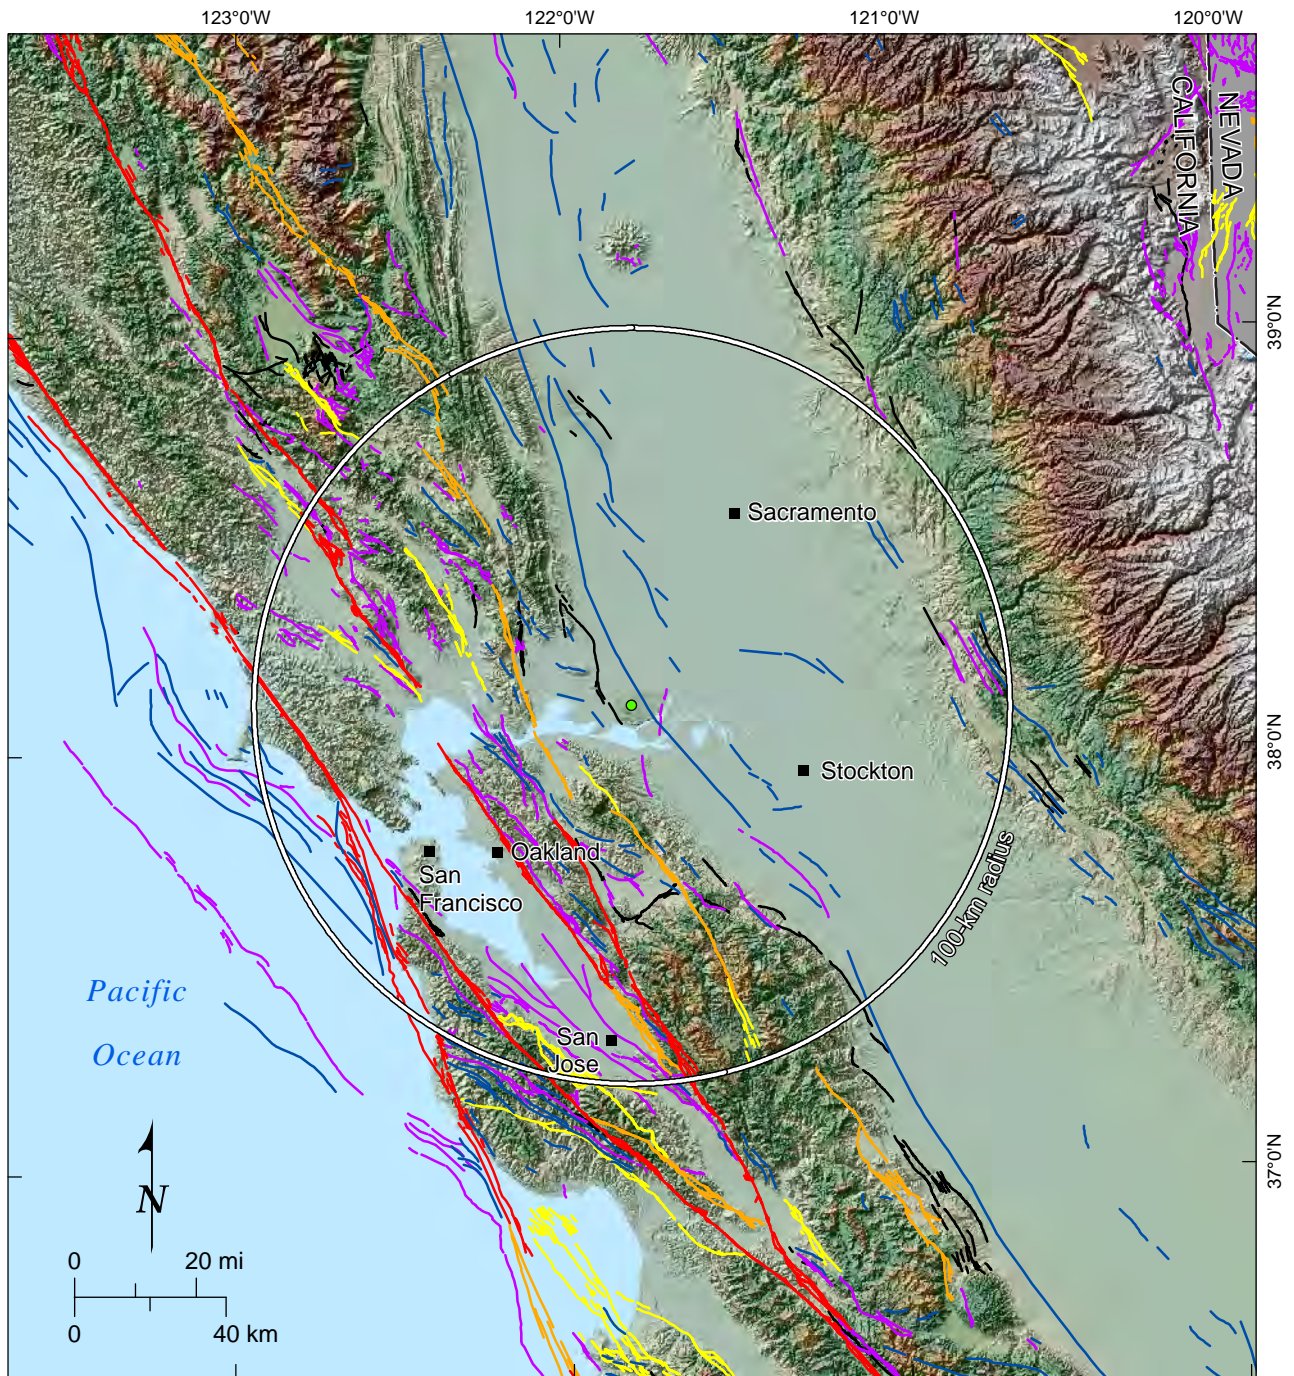 123°0'W 122°0'W 121°0'W 120°0'W
NEVADA
CALIFORNIA
39°0'N
Sacramento
38°0'N
Stockton
Oakland
San
Francisco
100-km radius
Pacific
Ocean
San
Jose
37°0'N
N
0 20 mi
0 40 km